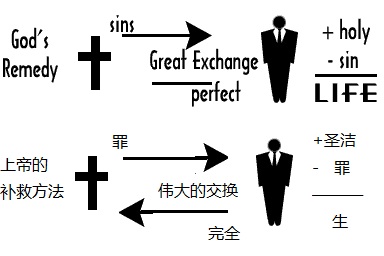 sins
God's
Remedy
Great Exchange
perfect
+ holy
- sin
LIFE
罪
上帝的
补救方法
伟大的交换
完全
+圣洁
- 罪
生